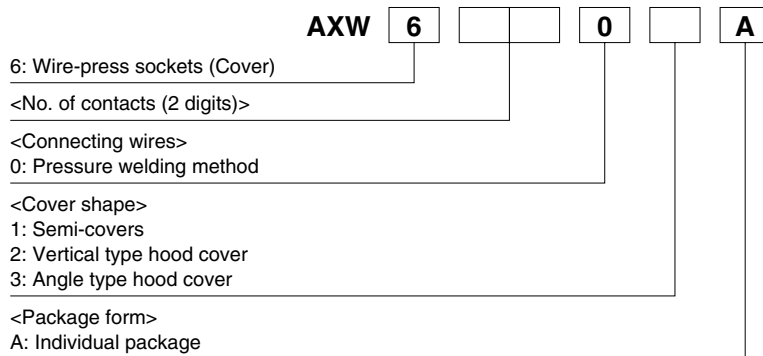 AXW 6 0 A
6: Wire-press sockets (Cover)
<No. of contacts (2 digits)>
<Connecting wires>
0: Pressure welding method
<Cover shape>
1: Semi-covers
2: Vertical type hood cover
3: Angle type hood cover
<Package form>
A: Individual package